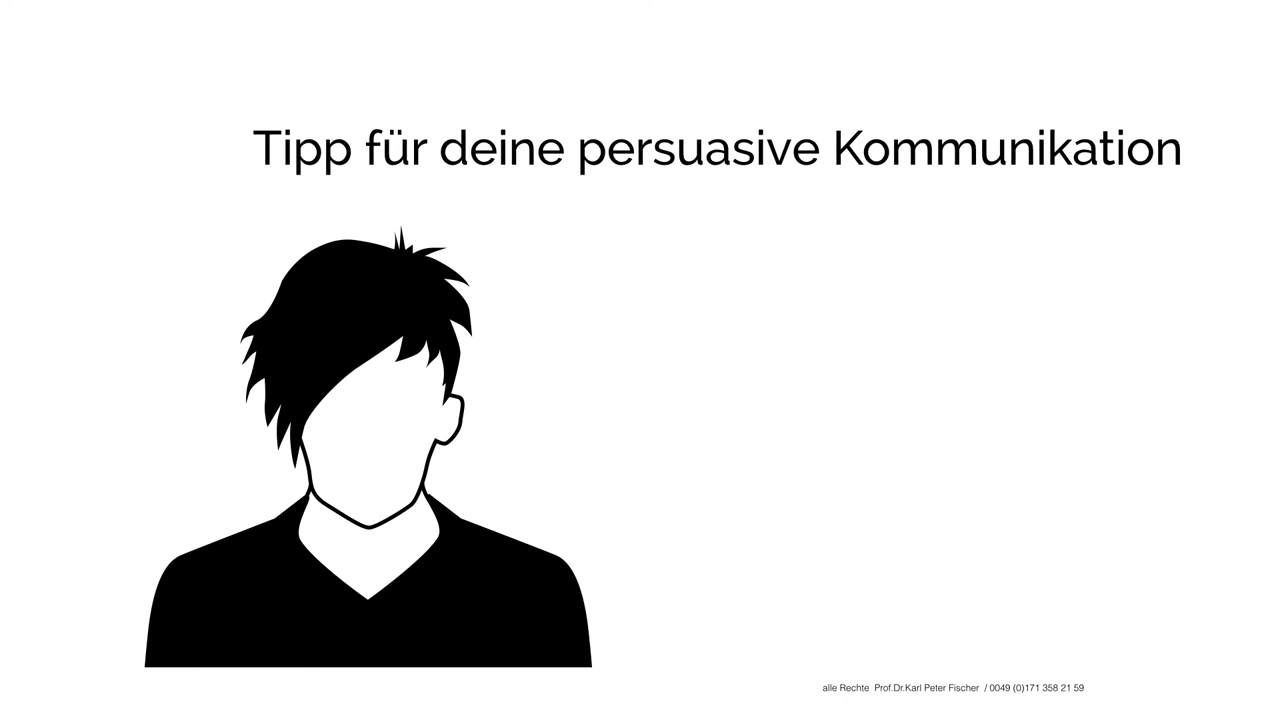 Tipp für deine persuasive Kommunikation
alle Rechte Prof.Dr.Karl Peter Fischer / 0049 (0)171 358 21 59